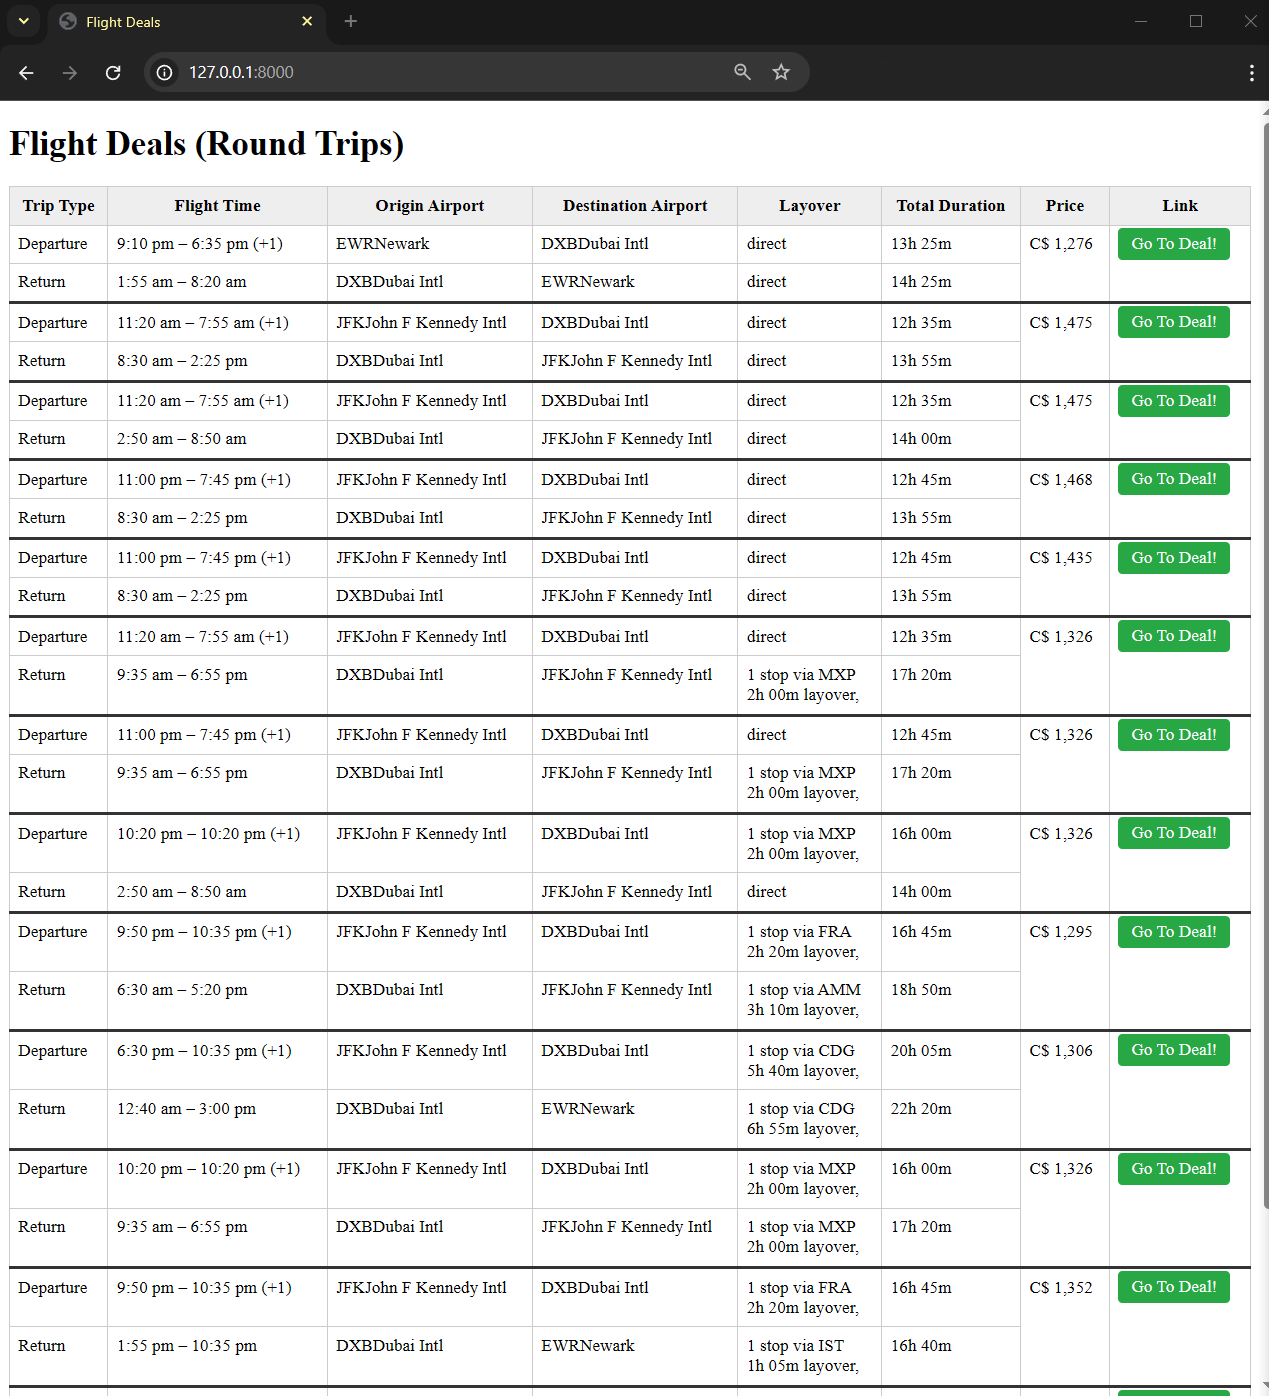 Flight Deals
127.0.0.1:8000
Flight Deals (Round Trips)
Trip Type Flight Time Origin Airport Destination Airport Layover Total Duration Price Link
Departure 9:10 pm – 6:35 pm (+1) EWRNewark DXBDubai Intl direct 13h 25m C$ 1,276 Go To Deal!
Return 1:55 am – 8:20 am DXBDubai Intl EWRNewark direct 14h 25m
Departure 11:20 am – 7:55 am (+1) JFKJohn F Kennedy Intl DXBDubai Intl direct 12h 35m C$ 1,475 Go To Deal!
Return 8:30 am – 2:25 pm DXBDubai Intl JFKJohn F Kennedy Intl direct 13h 55m
Departure 11:20 am – 7:55 am (+1) JFKJohn F Kennedy Intl DXBDubai Intl direct 12h 35m C$ 1,475 Go To Deal!
Return 2:50 am – 8:50 am DXBDubai Intl JFKJohn F Kennedy Intl direct 14h 00m
Departure 11:00 pm – 7:45 pm (+1) JFKJohn F Kennedy Intl DXBDubai Intl direct 12h 45m C$ 1,468 Go To Deal!
Return 8:30 am – 2:25 pm DXBDubai Intl JFKJohn F Kennedy Intl direct 13h 55m
Departure 11:00 pm – 7:45 pm (+1) JFKJohn F Kennedy Intl DXBDubai Intl direct 12h 45m C$ 1,435 Go To Deal!
Return 8:30 am – 2:25 pm DXBDubai Intl JFKJohn F Kennedy Intl direct 13h 55m
Departure 11:20 am – 7:55 am (+1) JFKJohn F Kennedy Intl DXBDubai Intl direct 12h 35m C$ 1,326 Go To Deal!
Return 9:35 am – 6:55 pm DXBDubai Intl JFKJohn F Kennedy Intl 1 stop via MXP 17h 20m
2h 00m layover,
Departure 11:00 pm – 7:45 pm (+1) JFKJohn F Kennedy Intl DXBDubai Intl direct 12h 45m C$ 1,326 Go To Deal!
Return 9:35 am – 6:55 pm DXBDubai Intl JFKJohn F Kennedy Intl 1 stop via MXP 17h 20m
2h 00m layover,
Departure 10:20 pm – 10:20 pm (+1) JFKJohn F Kennedy Intl DXBDubai Intl 1 stop via MXP 16h 00m C$ 1,326 Go To Deal!
2h 00m layover,
Return 2:50 am – 8:50 am DXBDubai Intl JFKJohn F Kennedy Intl direct 14h 00m
Departure 9:50 pm – 10:35 pm (+1) JFKJohn F Kennedy Intl DXBDubai Intl 1 stop via FRA 16h 45m C$ 1,295 Go To Deal!
2h 20m layover,
Return 6:30 am – 5:20 pm DXBDubai Intl JFKJohn F Kennedy Intl 1 stop via AMM 18h 50m
3h 10m layover,
Departure 6:30 pm – 10:35 pm (+1) JFKJohn F Kennedy Intl DXBDubai Intl 1 stop via CDG 20h 05m C$ 1,306 Go To Deal!
5h 40m layover,
Return 12:40 am – 3:00 pm DXBDubai Intl EWRNewark 1 stop via CDG 22h 20m
6h 55m layover,
Departure 10:20 pm – 10:20 pm (+1) JFKJohn F Kennedy Intl DXBDubai Intl 1 stop via MXP 16h 00m C$ 1,326 Go To Deal!
2h 00m layover,
Return 9:35 am – 6:55 pm DXBDubai Intl JFKJohn F Kennedy Intl 1 stop via MXP 17h 20m
2h 00m layover,
Departure 9:50 pm – 10:35 pm (+1) JFKJohn F Kennedy Intl DXBDubai Intl 1 stop via FRA 16h 45m C$ 1,352 Go To Deal!
2h 20m layover,
Return 1:55 pm – 10:35 pm DXBDubai Intl EWRNewark 1 stop via IST 16h 40m
1h 05m layover,